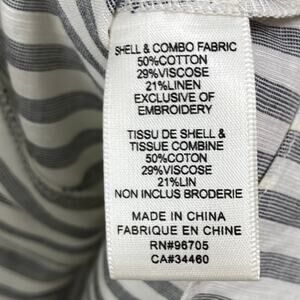 SHELL & COMBO FABRIC
50%COTTON
29%VISCOSE
21%LINEN
EXCLUSIVE OF
EMBROIDERY
TISSU DE SHELL &
TISSUE COMBINE
50%COTON
29%VISCOSE
21%LIN
NON INCLUS BRODERIE
MADE IN CHINA
FABRIQUE EN CHINE
RN#96705
CA#34460